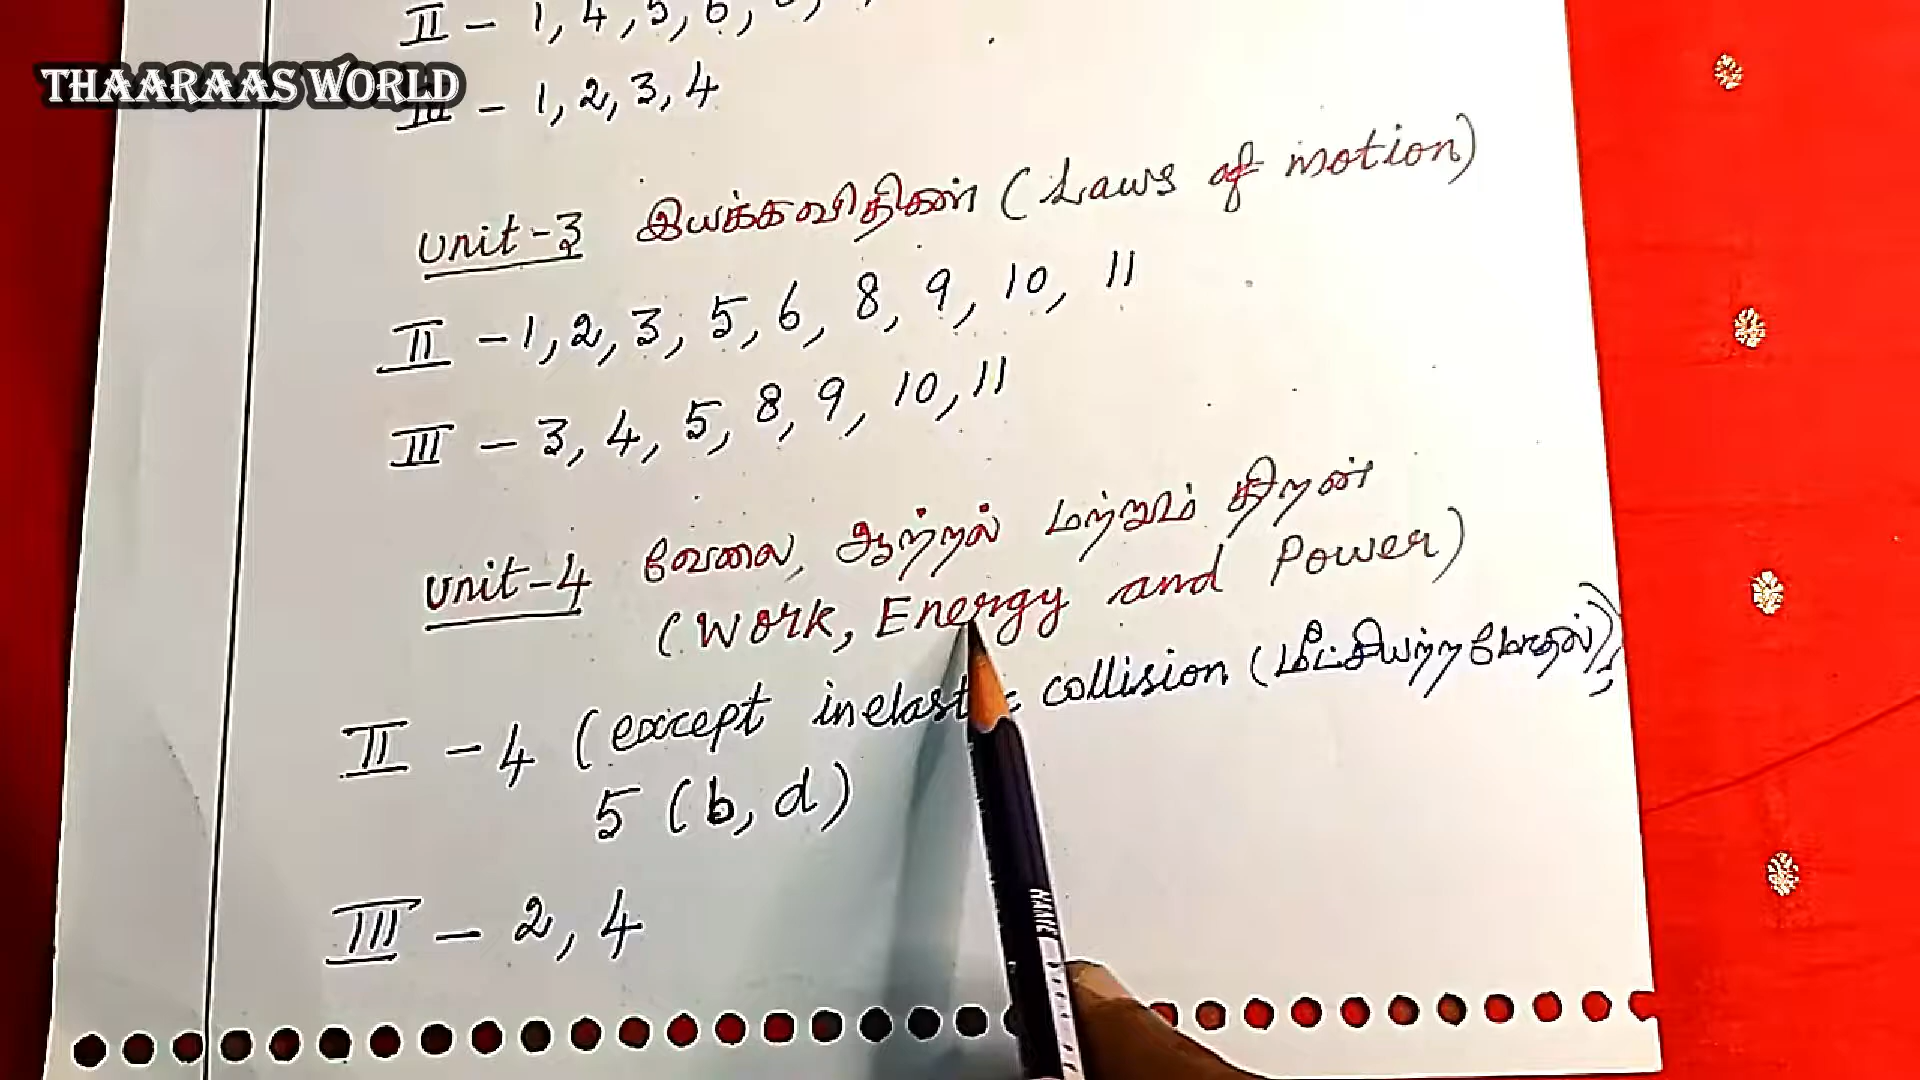 II - 1, 4, 5, 6,
THAARAAS WORLD
III - 1, 2, 3, 4
Unit-3 இயக்கவிதிகள் (Laws of motion)
II - 1, 2, 3, 5, 6, 8, 9, 10, 11
III - 3, 4, 5, 8, 9, 10, 11
Unit-4 வேலை, ஆற்றல் மற்றும் திறன்
(Work, Energy and Power)
II - 4 (except inelastic collision (மீட்சியற்ற மோதல்)),
5 (b, d)
III - 2, 4